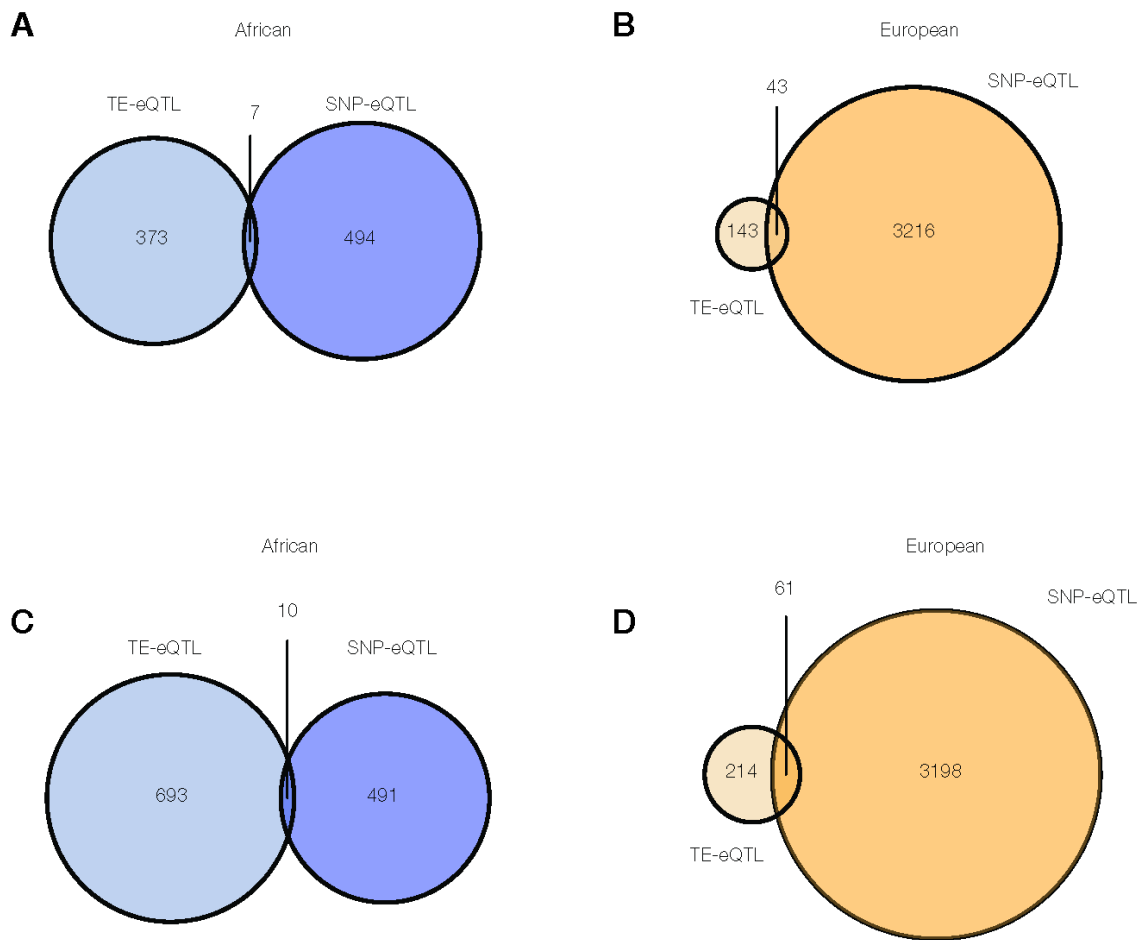 A
African
TE-eQTL
7
SNP-eQTL
373
494
B
European
43
SNP-eQTL
143
3216
TE-eQTL
C
African
10
TE-eQTL
SNP-eQTL
693
491
D
European
61
SNP-eQTL
214
3198
TE-eQTL